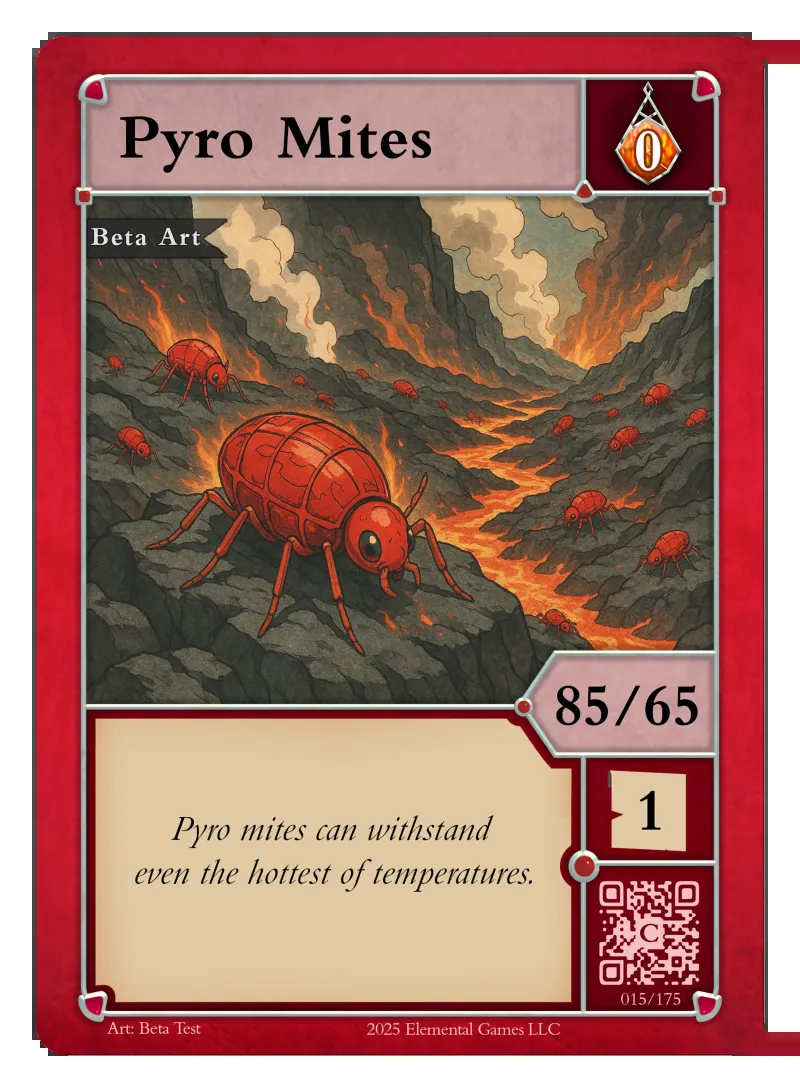 Pyro Mites
0
Beta Art
85/65
1
Pyro mites can withstand
even the hottest of temperatures.
C
015/175
Art: Beta Test
2025 Elemental Games LLC